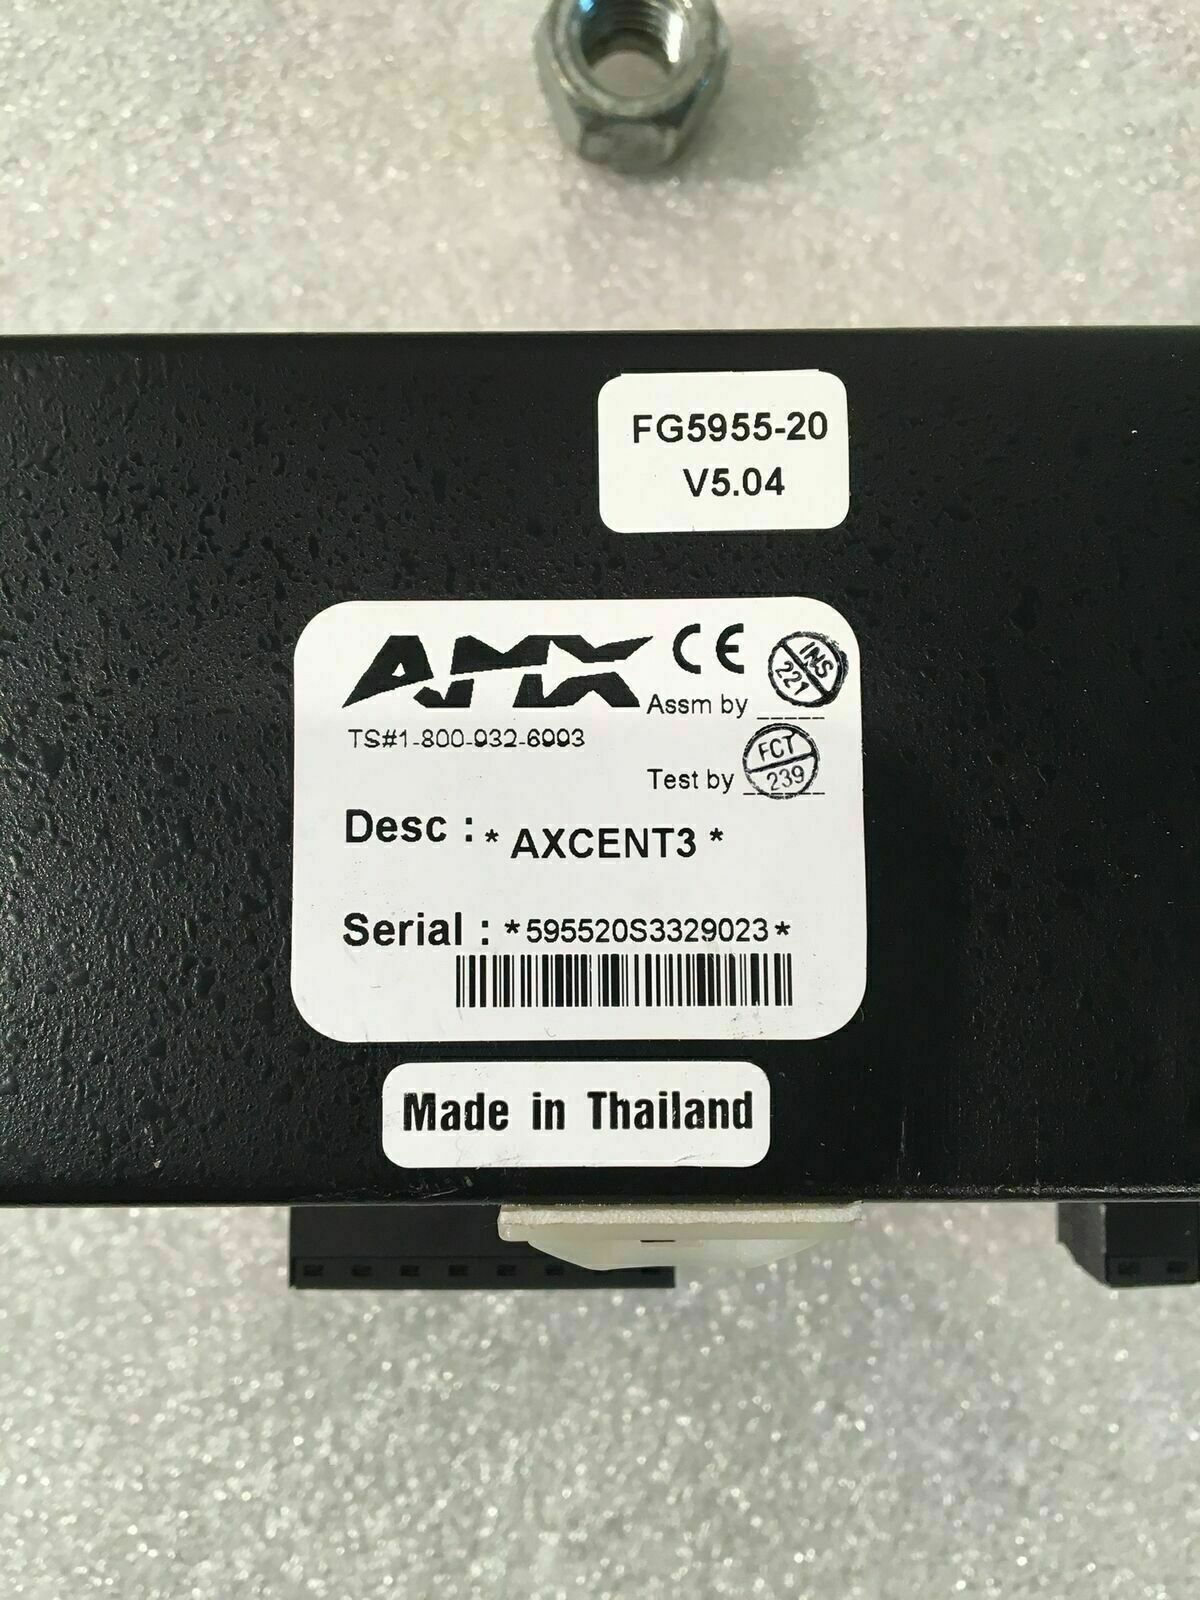 FG5955-20
V5.04
AMX CE
Assm by INS 221
TS#1-800-932-6993
Test by FCT 239
Desc : * AXCENT3 *
Serial : *595520S3329023*
Made in Thailand